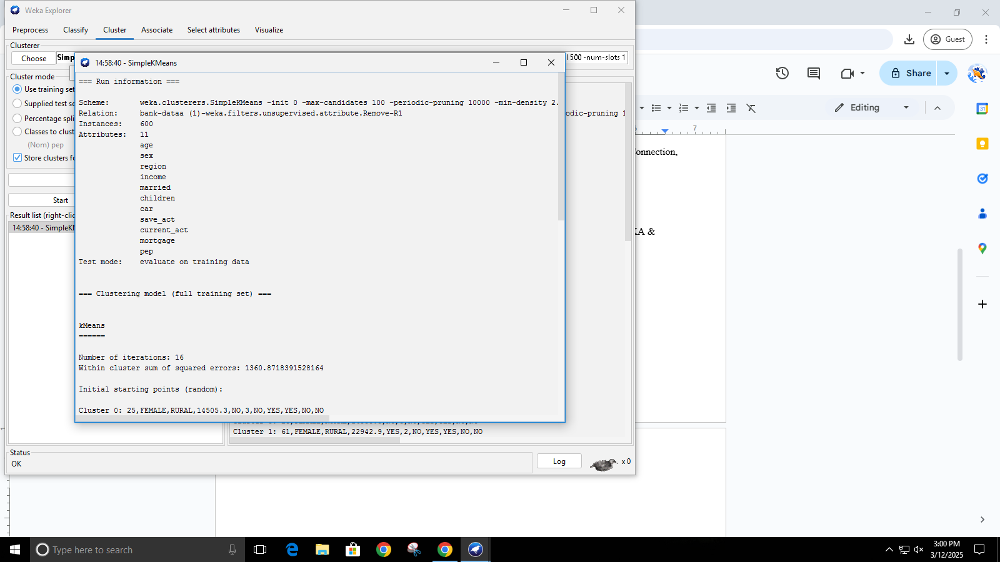 Weka Explorer
Preprocess Classify Cluster Associate Select attributes Visualize
Clusterer
Choose Simp l 500 -num-slots 1
Cluster mode
Use training set
Supplied test se
Percentage spli
Classes to clust
(Nom) pep
Store clusters fo
Start
Result list (right-clic
14:58:40 - SimpleKM
14:58:40 - SimpleKMeans
=== Run information ===
Scheme: weka.clusterers.SimpleKMeans -init 0 -max-candidates 100 -periodic-pruning 10000 -min-density 2.
Relation: bank-dataa (1)-weka.filters.unsupervised.attribute.Remove-R1
Instances: 600
Attributes: 11
age
sex
region
income
married
children
car
save_act
current_act
mortgage
pep
Test mode: evaluate on training data
=== Clustering model (full training set) ===
kMeans
======
Number of iterations: 16
Within cluster sum of squared errors: 1360.8718391528164
Initial starting points (random):
Cluster 0: 25,FEMALE,RURAL,14505.3,NO,3,NO,YES,YES,NO,NO
odic-pruning 1
Cluster 1: 61,FEMALE,RURAL,22942.9,YES,2,NO,YES,YES,NO,NO
Status
OK
Log
x 0
Guest
Share
Editing
7
onnection,
KA &
31
Type here to search
3:00 PM
3/12/2025